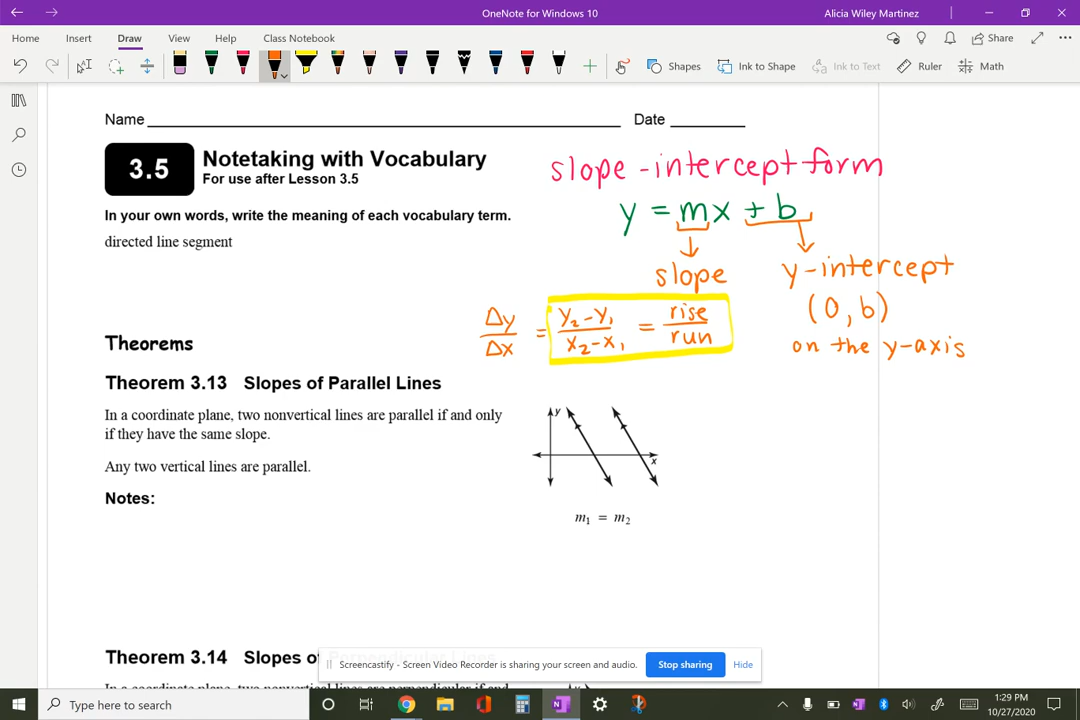 OneNote for Windows 10
Alicia Wiley Martinez
Home Insert Draw View Help Class Notebook
Share
Shapes Ink to Shape Ink to Text Ruler Math
Name Date
3.5 Notetaking with Vocabulary
For use after Lesson 3.5
slope-intercept form
In your own words, write the meaning of each vocabulary term.
y = mx + b
directed line segment
slope
y-intercept
(0, b)
on the y-axis
Δy/Δx = y₂-y₁/x₂-x₁ = rise/run
Theorems
Theorem 3.13 Slopes of Parallel Lines
In a coordinate plane, two nonvertical lines are parallel if and only
if they have the same slope.
Any two vertical lines are parallel.
y
x
Notes:
m₁ = m₂
Theorem 3.14 Slopes of
Screencastify - Screen Video Recorder is sharing your screen and audio.
Stop sharing
Hide
Type here to search
1:29 PM
10/27/2020